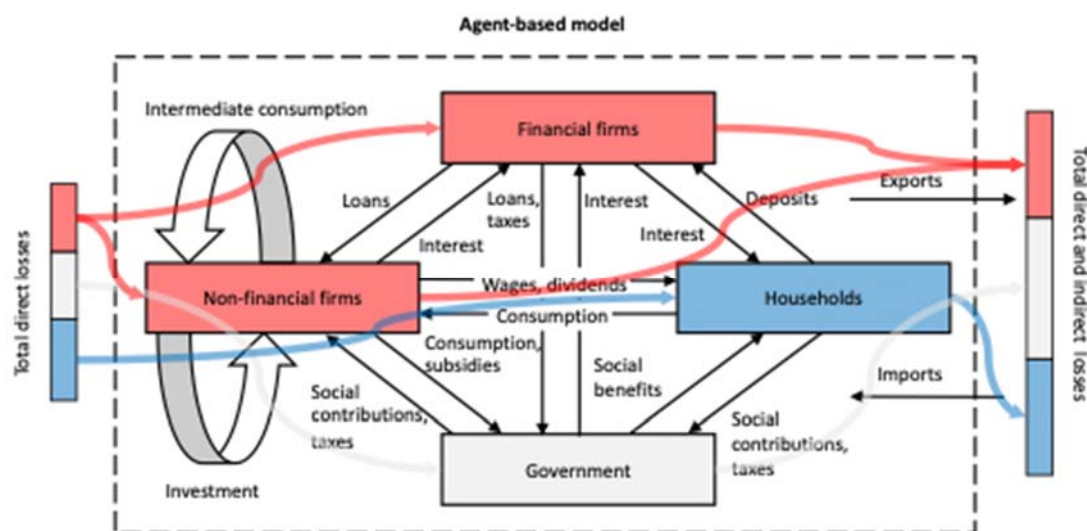 Agent-based model
Intermediate consumption
Financial firms
Loans
Loans,
taxes
Interest
Deposits
Exports
Interest
Interest
Total direct losses
Non-financial firms
Wages, dividends
Households
Consumption
Consumption,
subsidies
Social
benefits
Imports
Social
contributions,
taxes
Social
contributions,
taxes
Government
Investment
Total direct and indirect losses